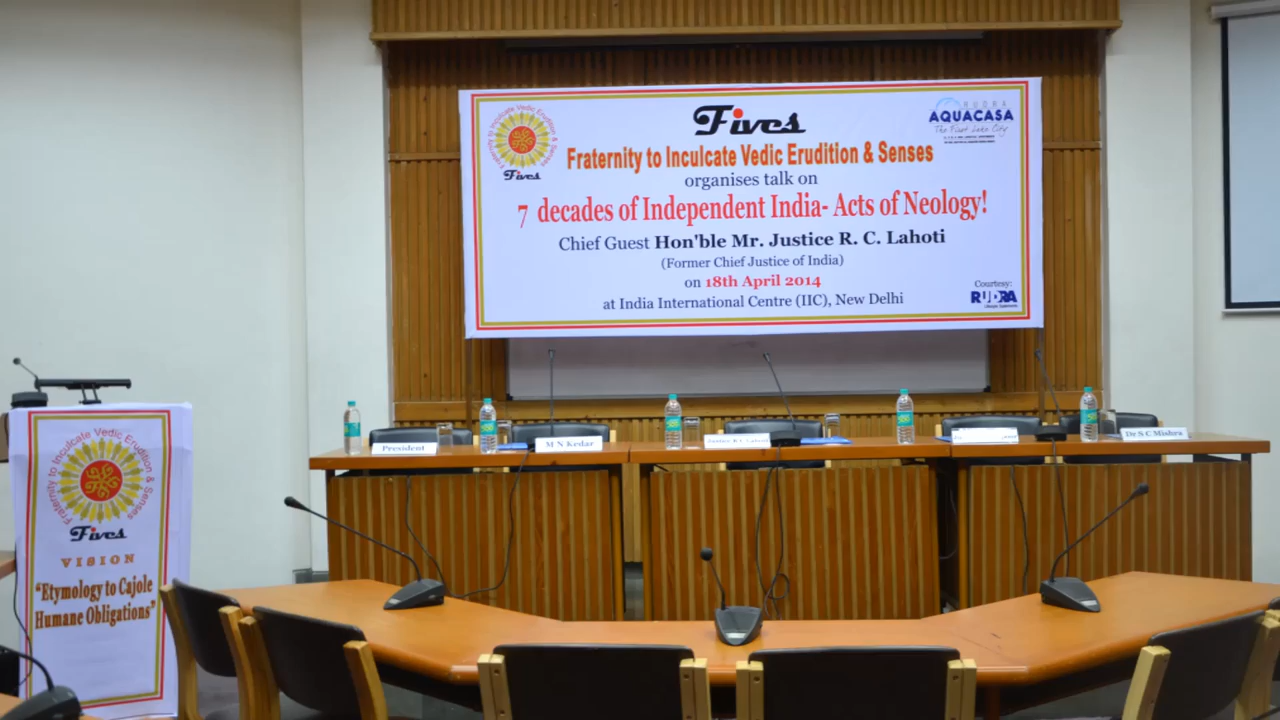 Fives
Fraternity to Inculcate Vedic Erudition & Senses
organises talk on
7 decades of Independent India- Acts of Neology!
Chief Guest Hon'ble Mr. Justice R. C. Lahoti
(Former Chief Justice of India)
on 18th April 2014
at India International Centre (IIC), New Delhi
Fraternity to Inculcate Vedic Erudition & Senses
Fives
RUDRA
AQUACASA
The First Lake City
Courtesy:
RUDRA
President
M N Kedar
Justice R C Lahoti
Dr S C Mishra
Fraternity to Inculcate Vedic Erudition & Senses
Fives
VISION
"Etymology to Cajole
Humane Obligations"